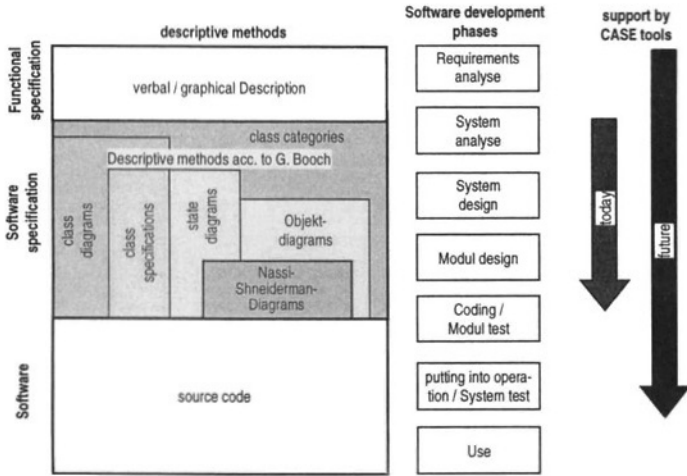 descriptive methods
Software development
phases
support by
CASE tools
Functional
specification
verbal / graphical Description
Requirements
analyse
Software
specification
class categories
Descriptive methods acc. to G. Booch
class
diagrams
class
specifications
state
diagrams
Objekt-
diagrams
Nassi-
Shneiderman-
Diagrams
System
analyse
System
design
Modul design
Coding /
Modul test
today
future
Software
source code
putting into opera-
tion / System test
Use